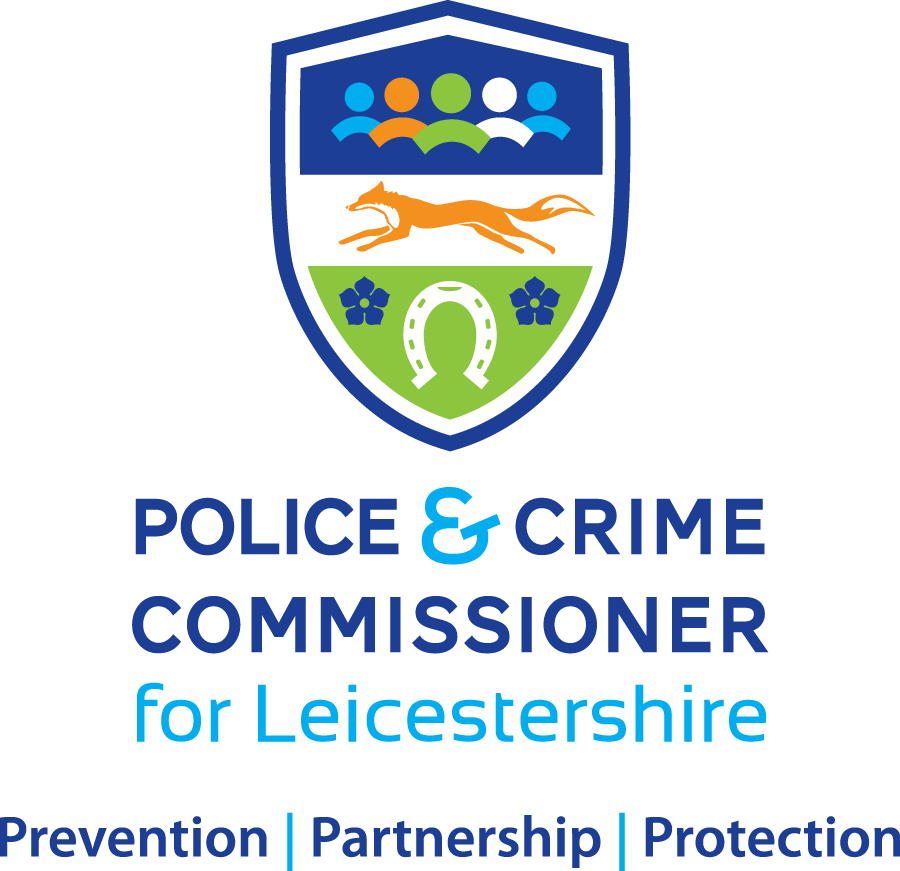 POLICE & CRIME
COMMISSIONER
for Leicestershire
Prevention | Partnership | Protection